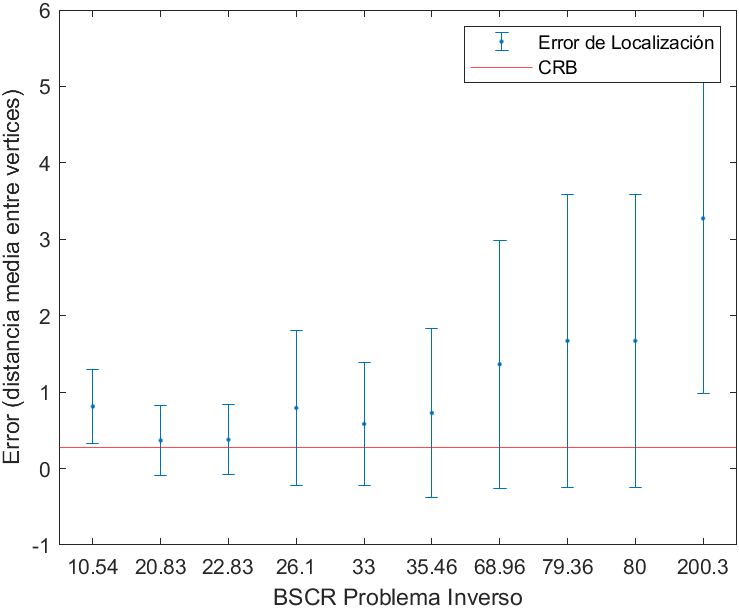 6
5
4
3
2
1
0
-1
Error (distancia media entre vertices)
Error de Localización
CRB
10.54 20.83 22.83 26.1 33 35.46 68.96 79.36 80 200.3
BSCR Problema Inverso